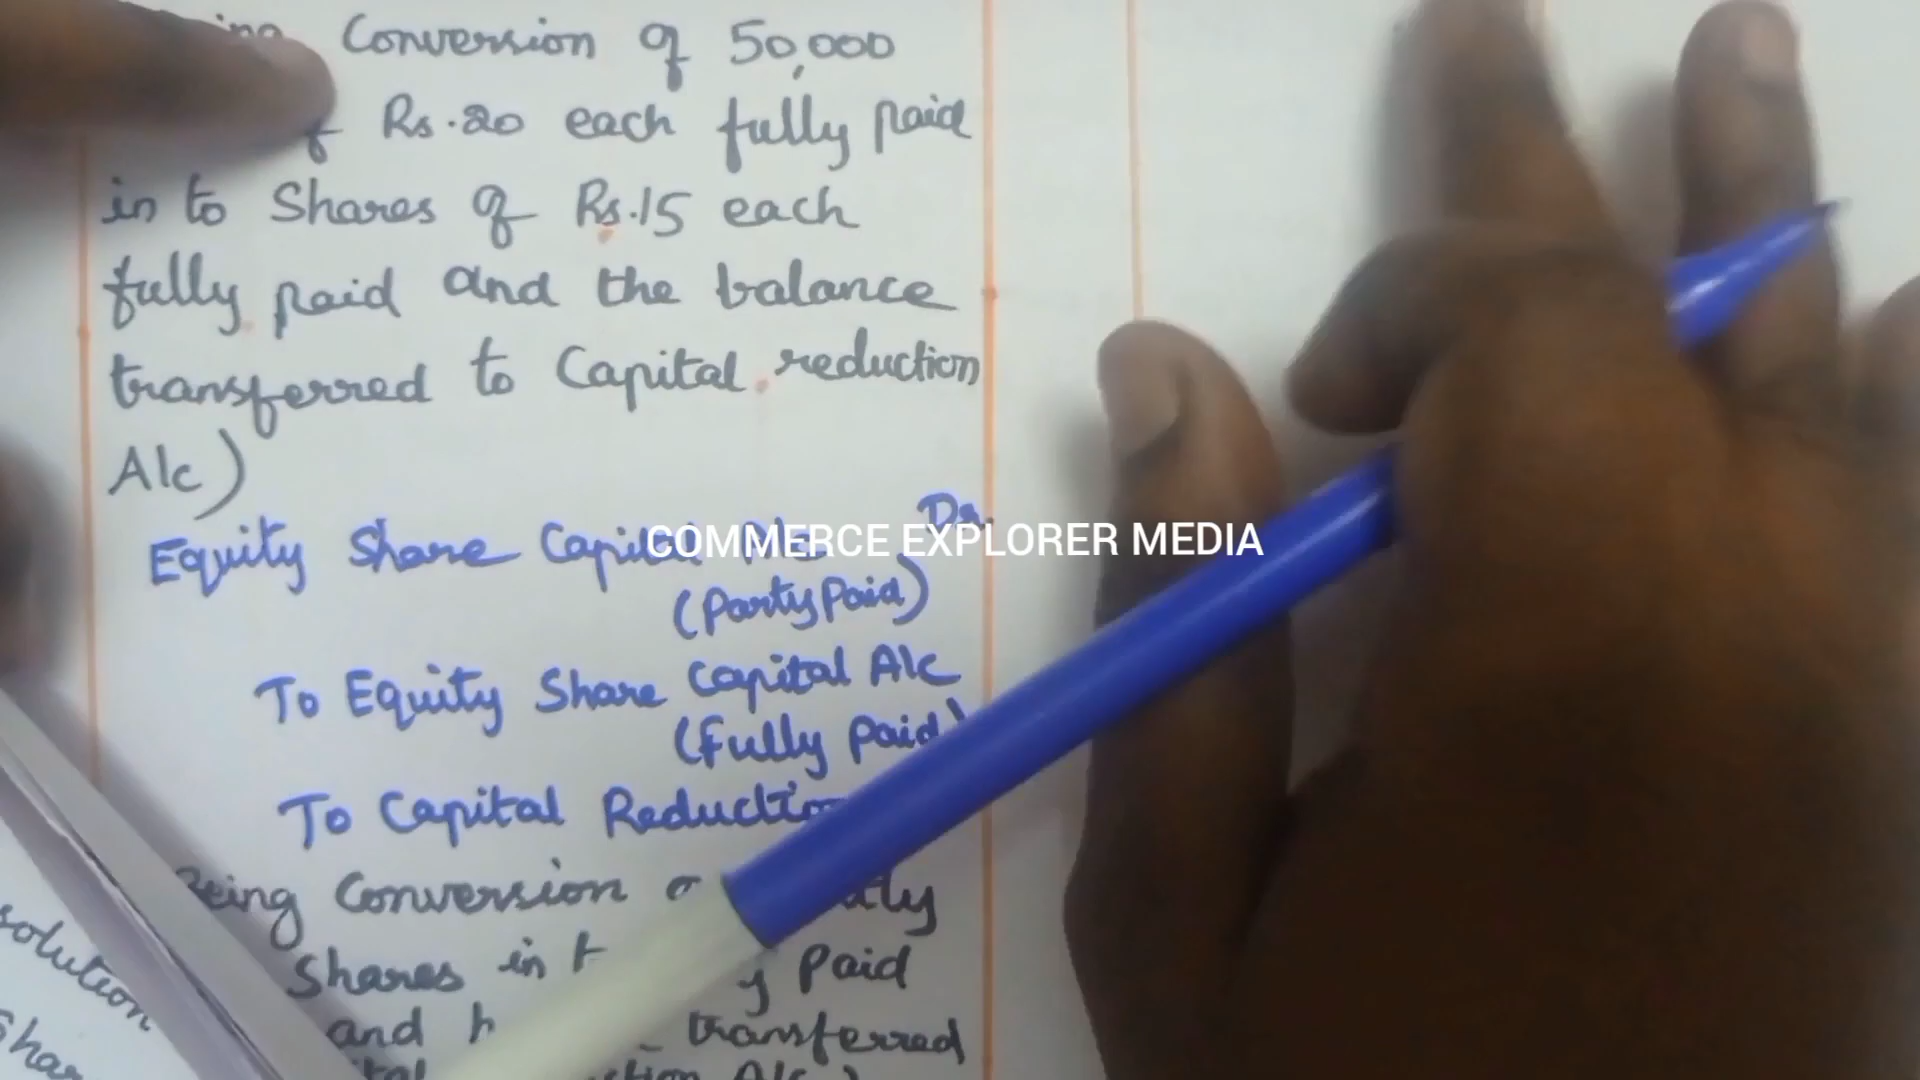 Conversion of 50,000
Rs.20 each fully paid
in to Shares of Rs.15 each
fully paid and the balance
transferred to Capital reduction
A/c)
Equity Share Capital A/c Dr.
(Partly Paid)
To Equity Share Capital A/c
(Fully Paid)
To Capital
Conversion
Shares in Paid
and transferred
A/c)
solution
COMMERCE EXPLORER MEDIA